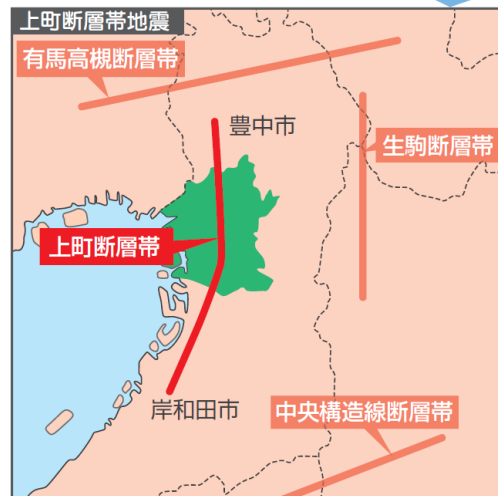 上町断層帯地震
有馬高槻断層帯
豊中市
生駒断層帯
上町断層帯
岸和田市
中央構造線断層帯